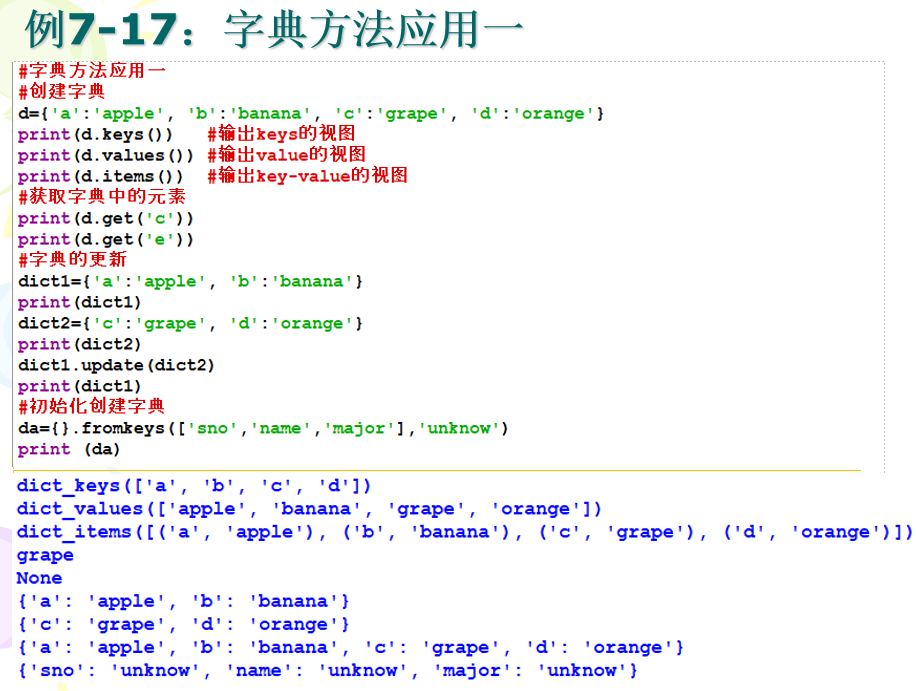 例7-17：字典方法应用一
#字典方法应用一
#创建字典
d={'a':'apple', 'b':'banana', 'c':'grape', 'd':'orange'}
print(d.keys())   #输出keys的视图
print(d.values()) #输出value的视图
print(d.items())  #输出key-value的视图
#获取字典中的元素
print(d.get('c'))
print(d.get('e'))
#字典的更新
dict1={'a':'apple', 'b':'banana'}
print(dict1)
dict2={'c':'grape', 'd':'orange'}
print(dict2)
dict1.update(dict2)
print(dict1)
#初始化创建字典
da={}.fromkeys(['sno','name','major'],'unknow')
print (da)
dict_keys(['a', 'b', 'c', 'd'])
dict_values(['apple', 'banana', 'grape', 'orange'])
dict_items([('a', 'apple'), ('b', 'banana'), ('c', 'grape'), ('d', 'orange')])
grape
None
{'a': 'apple', 'b': 'banana'}
{'c': 'grape', 'd': 'orange'}
{'a': 'apple', 'b': 'banana', 'c': 'grape', 'd': 'orange'}
{'sno': 'unknow', 'name': 'unknow', 'major': 'unknow'}